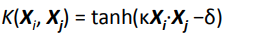 K(Xᵢ, Xⱼ) = tanh(κXᵢ·Xⱼ –δ)